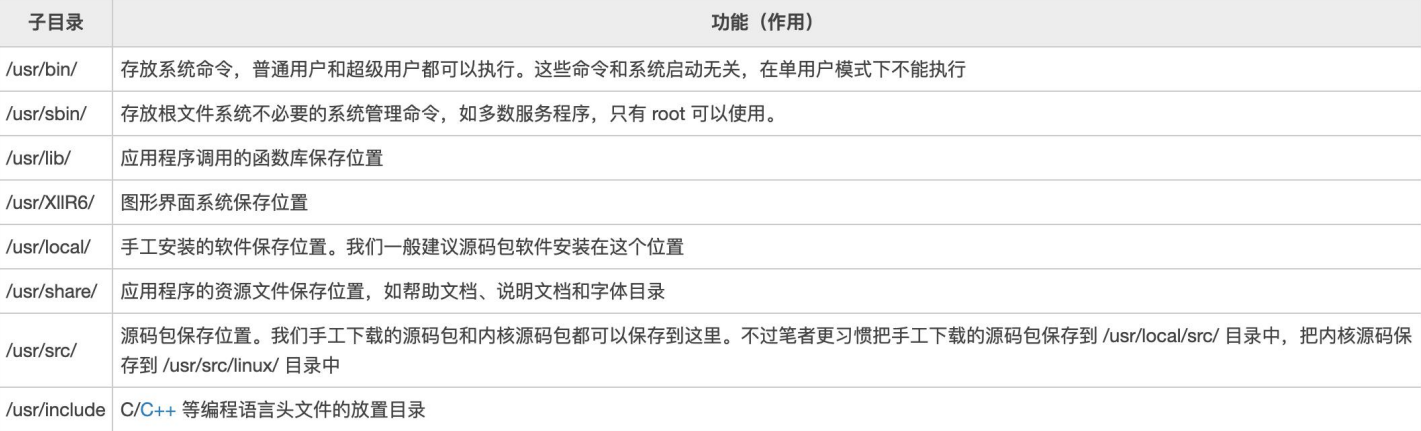 子目录 功能（作用）
/usr/bin/ 存放系统命令，普通用户和超级用户都可以执行。这些命令和系统启动无关，在单用户模式下不能执行
/usr/sbin/ 存放根文件系统不必要的系统管理命令，如多数服务程序，只有 root 可以使用。
/usr/lib/ 应用程序调用的函数库保存位置
/usr/XllR6/ 图形界面系统保存位置
/usr/local/ 手工安装的软件保存位置。我们一般建议源码包软件安装在这个位置
/usr/share/ 应用程序的资源文件保存位置，如帮助文档、说明文档和字体目录
/usr/src/ 源码包保存位置。我们手工下载的源码包和内核源码包都可以保存到这里。不过笔者更习惯把手工下载的源码包保存到 /usr/local/src/ 目录中，把内核源码保
存到 /usr/src/linux/ 目录中
/usr/include C/C++ 等编程语言头文件的放置目录